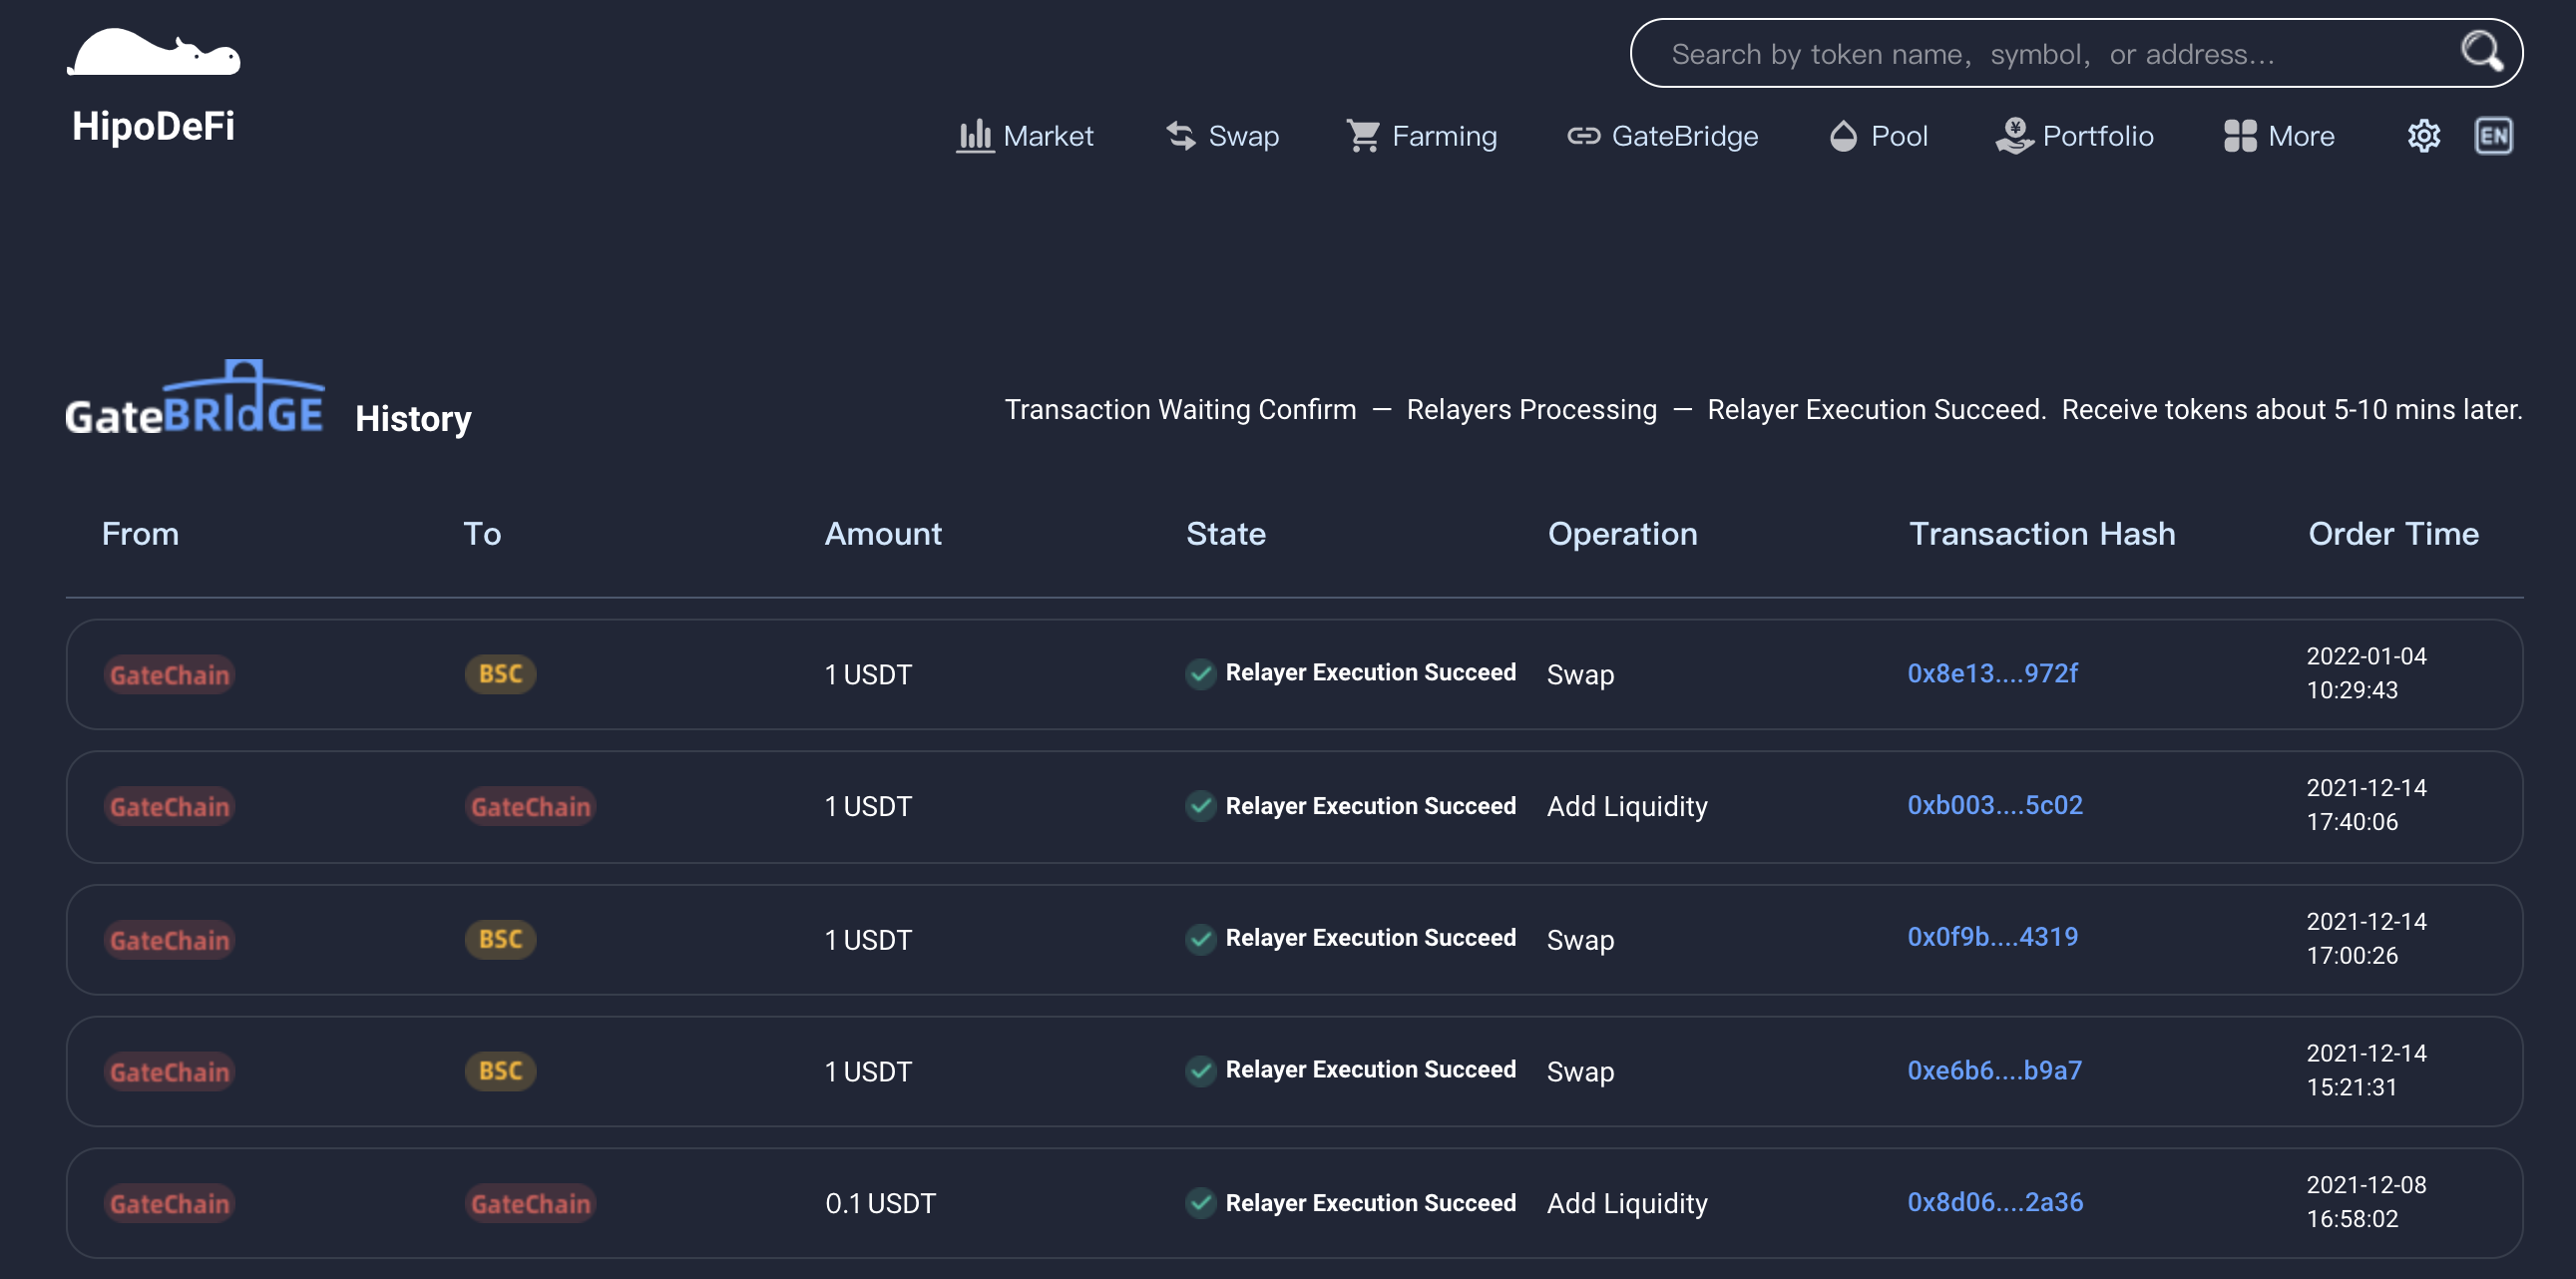 Search by token name, symbol, or address...
HipoDeFi
Market Swap Farming GateBridge Pool Portfolio More EN
GateBRIdGE History Transaction Waiting Confirm — Relayers Processing — Relayer Execution Succeed. Receive tokens about 5-10 mins later.
From To Amount State Operation Transaction Hash Order Time
GateChain BSC 1 USDT Relayer Execution Succeed Swap 0x8e13....972f 2022-01-04
10:29:43
GateChain GateChain 1 USDT Relayer Execution Succeed Add Liquidity 0xb003....5c02 2021-12-14
17:40:06
GateChain BSC 1 USDT Relayer Execution Succeed Swap 0x0f9b....4319 2021-12-14
17:00:26
GateChain BSC 1 USDT Relayer Execution Succeed Swap 0xe6b6....b9a7 2021-12-14
15:21:31
GateChain GateChain 0.1 USDT Relayer Execution Succeed Add Liquidity 0x8d06....2a36 2021-12-08
16:58:02